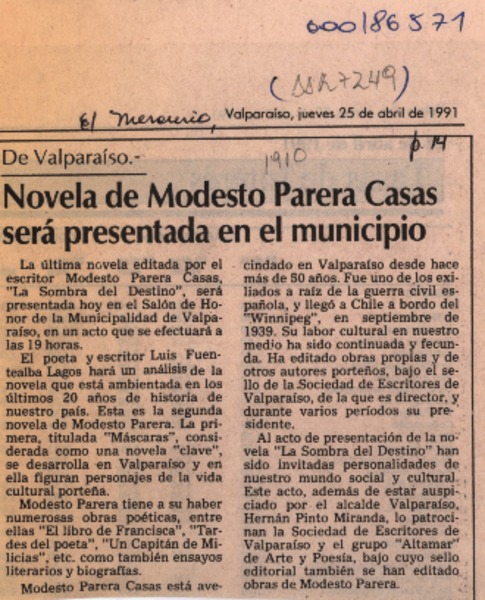 000186571
(SSR7249)
El Mercurio,
Valparaíso, jueves 25 de abril de 1991
p. 14
1910
De Valparaíso.-
Novela de Modesto Parera Casas
será presentada en el municipio
La última novela editada por el
escritor Modesto Parera Casas,
"La Sombra del Destino", será
presentada hoy en el Salón de Ho-
nor de la Municipalidad de Valpa-
raíso, en un acto que se efectuará a
las 19 horas.
El poeta y escritor Luis Fuen-
tealba Lagos hará un análisis de la
novela que está ambientada en los
últimos 20 años de historia de
nuestro país. Esta es la segunda
novela de Modesto Parera. La pri-
mera, titulada "Máscaras", consi-
derada como una novela "clave",
se desarrolla en Valparaíso y en
ella figuran personajes de la vida
cultural porteña.
Modesto Parera tiene a su haber
numerosas obras poéticas, entre
ellas "El libro de Francisca", "Tar-
des del poeta", "Un Capitán de Mi-
licias", etc. como también ensayos
literarios y biografías.
Modesto Parera Casas está ave-
cindado en Valparaíso desde hace
más de 50 años. Fue uno de los exi-
liados a raíz de la guerra civil es-
pañola, y llegó a Chile a bordo del
"Winnipeg", en septiembre de
1939. Su labor cultural en nuestro
medio ha sido continuada y fecun-
da. Ha editado obras propias y de
otros autores porteños, bajo el se-
llo de la Sociedad de Escritores de
Valparaíso, de la que es director, y
durante varios períodos su pre-
sidente.
Al acto de presentación de la no-
vela "La Sombra del Destino" han
sido invitadas personalidades de
nuestro mundo social y cultural.
Este acto, además de estar auspi-
ciado por el alcalde Valparaíso,
Hernán Pinto Miranda, lo patroci-
nan la Sociedad de Escritores de
Valparaíso y el grupo "Altamar"
de Arte y Poesía, bajo cuyo sello
editorial también se han editado
obras de Modesto Parera.